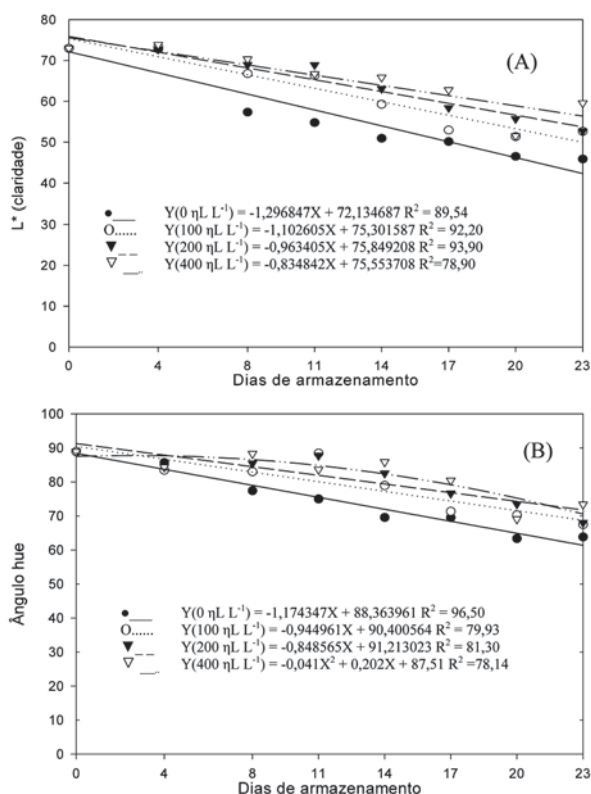 (A)
L* (claridade)
80
70
60
50
40
30
20
10
0
Y(0 ηL L⁻¹) = -1,296847X + 72,134687 R² = 89,54
Y(100 ηL L⁻¹) = -1,102605X + 75,301587 R² = 92,20
Y(200 ηL L⁻¹) = -0,963405X + 75,849208 R² = 93,90
Y(400 ηL L⁻¹) = -0,834842X + 75,553708 R²=78,90
0 4 8 11 14 17 20 23
Dias de armazenamento
(B)
Ângulo hue
100
90
80
70
60
50
40
30
20
10
0
Y(0 ηL L⁻¹) = -1,174347X + 88,363961 R² = 96,50
Y(100 ηL L⁻¹) = -0,944961X + 90,400564 R² = 79,93
Y(200 ηL L⁻¹) = -0,848565X + 91,213023 R² = 81,30
Y(400 ηL L⁻¹) = -0,041X² + 0,202X + 87,51 R² =78,14
0 4 8 11 14 17 20 23
Dias de armazenamento